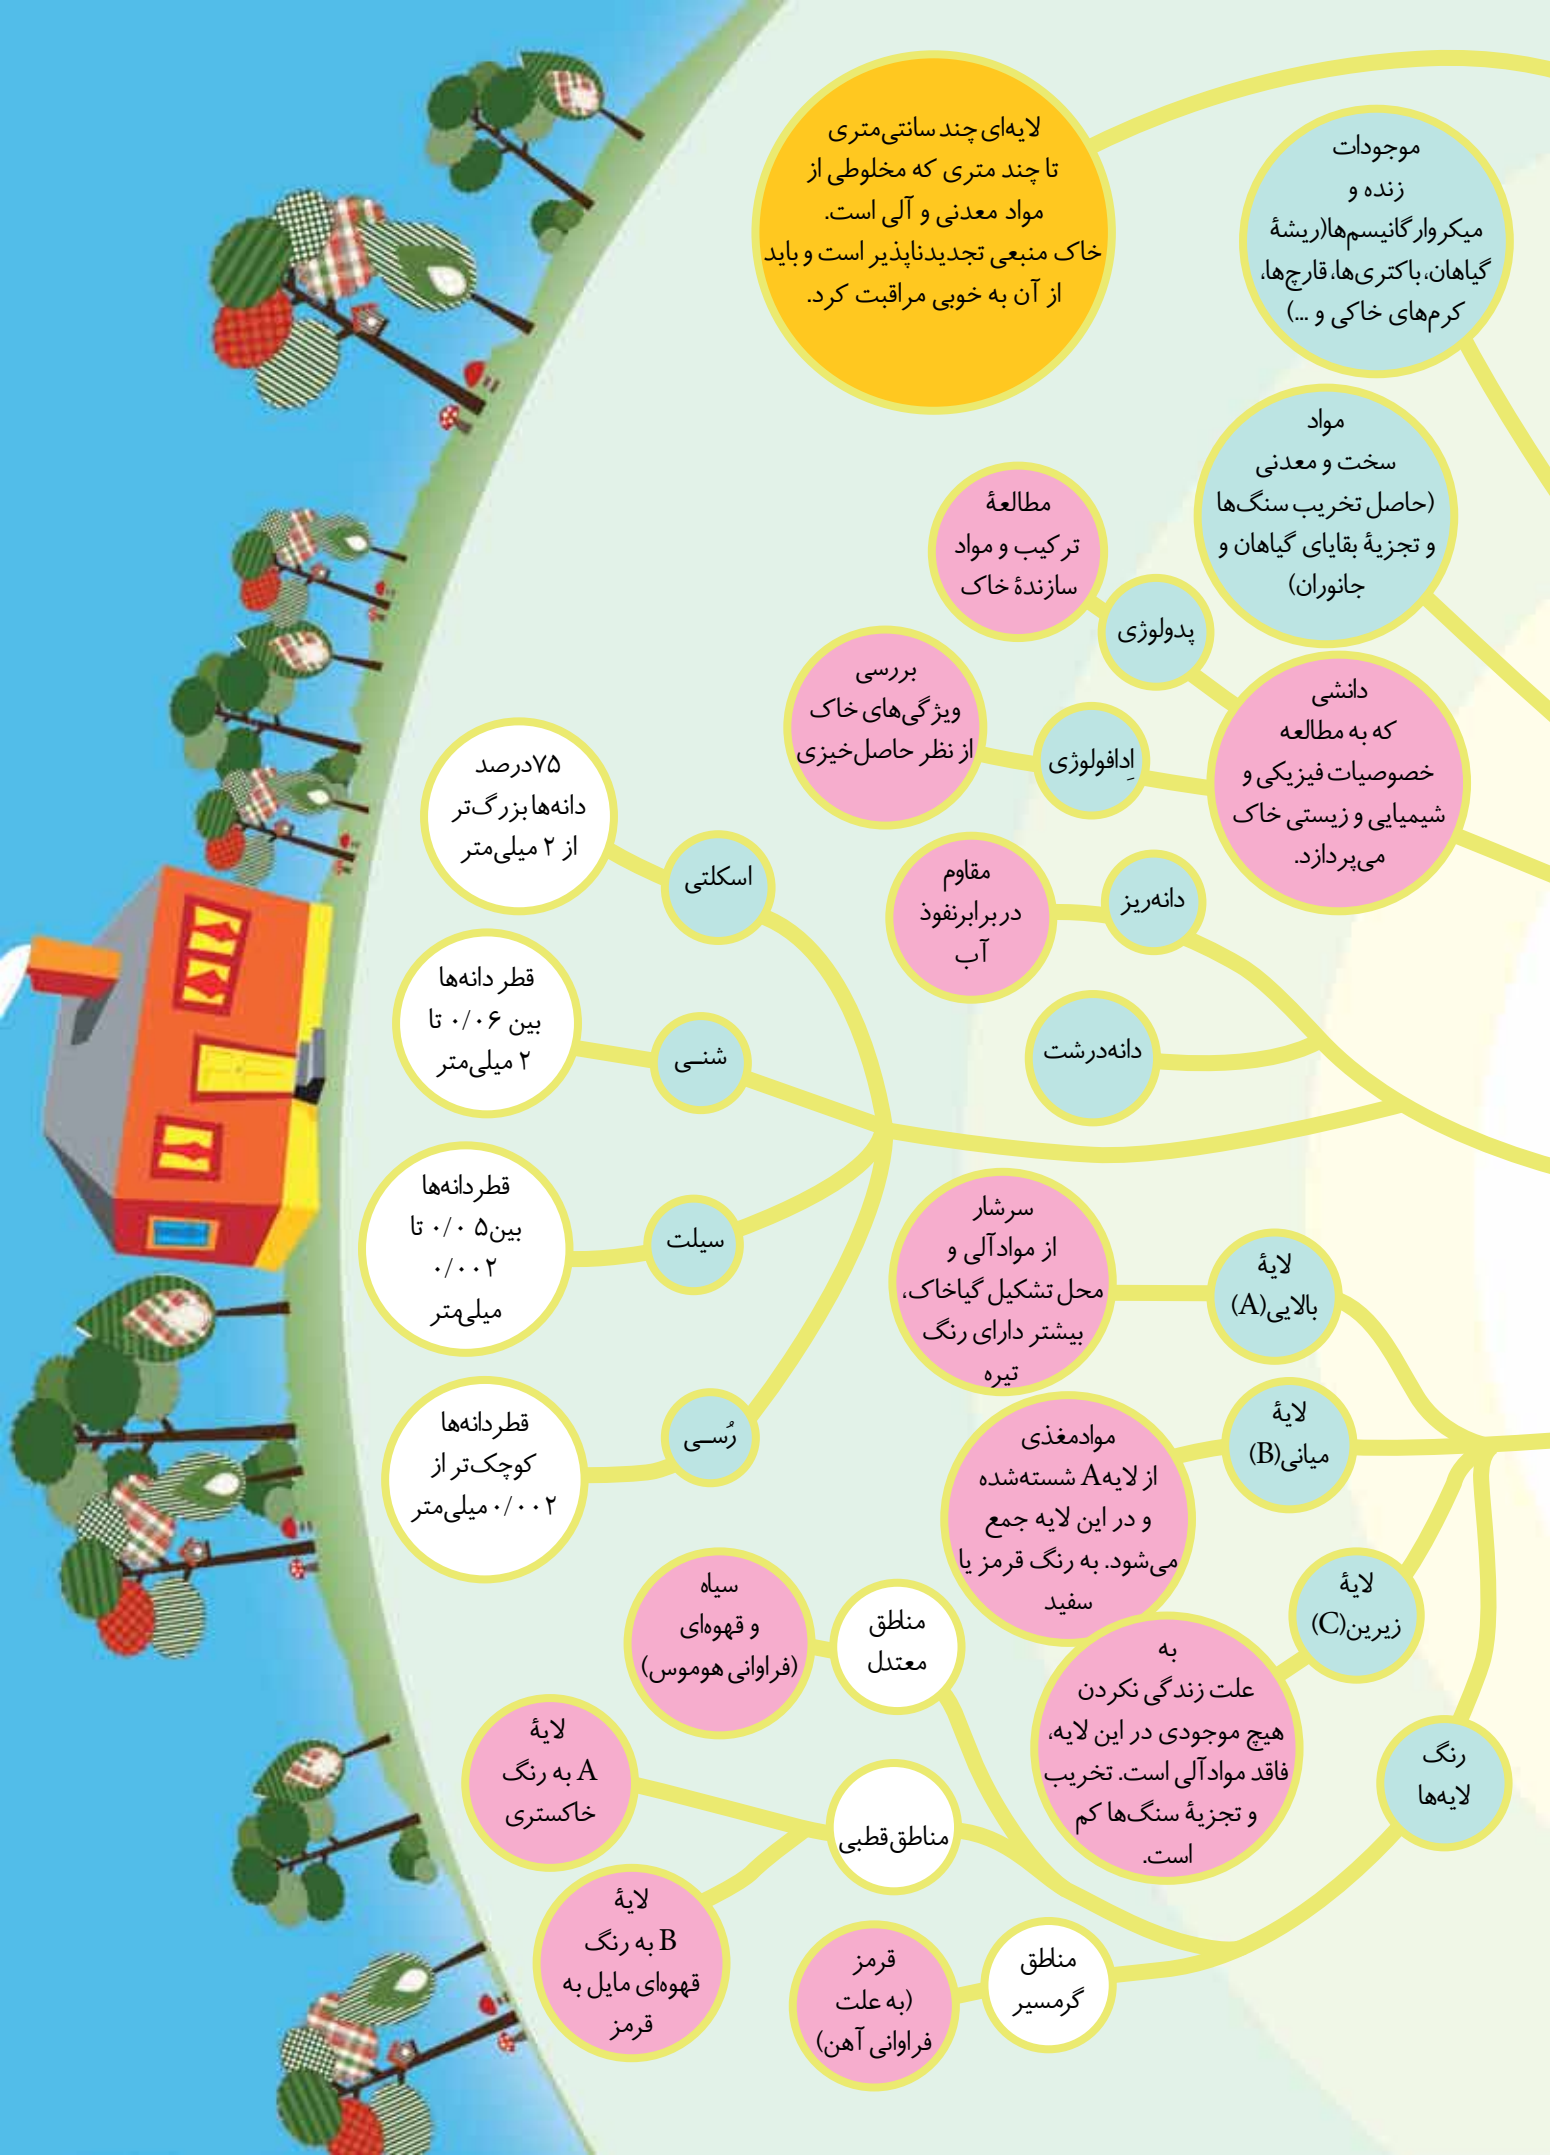 لایه‌ای چند سانتی‌متری
تا چند متری که مخلوطی از
مواد معدنی و آلی است.
خاک منبعی تجدیدناپذیر است و باید
از آن به خوبی مراقبت کرد.
موجودات
زنده و
میکروارگانیسم‌ها(ریشهٔ
گیاهان،باکتری‌ها،قارچ‌ها،
کرم‌های خاکی و ...)
مواد
سخت و معدنی
(حاصل تخریب سنگ‌ها
و تجزیهٔ بقایای گیاهان و
جانوران)
دانشی
که به مطالعه
خصوصیات فیزیکی و
شیمیایی و زیستی خاک
می‌پردازد.
پدولوژی
مطالعهٔ
ترکیب و مواد
سازندهٔ خاک
اِدافولوژی
بررسی
ویژگی‌های خاک
از نظر حاصل‌خیزی
دانه‌ریز
مقاوم
در برابر نفوذ
آب
دانه‌درشت
اسکلتی
۷۵درصد
دانه‌ها بزرگ‌تر
از ۲ میلی‌متر
شنـی
قطر دانه‌ها
بین ۰/۰۶ تا
۲ میلی‌متر
سیلت
قطر دانه‌ها
بین۰/۰۵ تا
۰/۰۰۲
میلی‌متر
رُسـی
قطر دانه‌ها
کوچک‌تر از
۰/۰۰۲میلی‌متر
لایهٔ
بالایی(A)
سرشار
از موادآلی و
محل تشکیل گیاخاک،
بیشتر دارای رنگ
تیره
لایهٔ
میانی(B)
موادمغذی
از لایهA شسته‌شده
و در این لایه جمع
می‌شود. به رنگ قرمز یا
سفید
لایهٔ
زیرین(C)
به
علت زندگی نکردن
هیچ موجودی در این لایه،
فاقد موادآلی است. تخریب
و تجزیهٔ سنگ‌ها کم
است.
رنگ
لایه‌ها
مناطق
معتدل
سیاه
و قهوه‌ای
(فراوانی هوموس)
مناطق قطبی
لایهٔ
A به رنگ
خاکستری
لایهٔ
B به رنگ
قهوه‌ای مایل به
قرمز
مناطق
گرمسیر
قرمز
(به علت
فراوانی آهن)